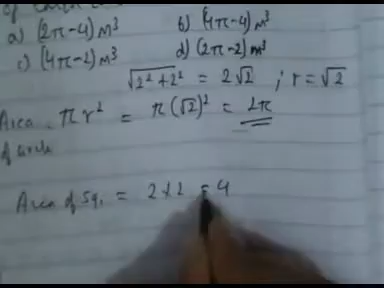 a) (2π-4) m³ b) (4π-4) m³
c) (4π-2) m³ d) (2π-2) m³
√2²+2² = 2√2 ; r=√2
Area . πr² = π(√2)² = 2π
of
Area of sq. = 2×2 = 4